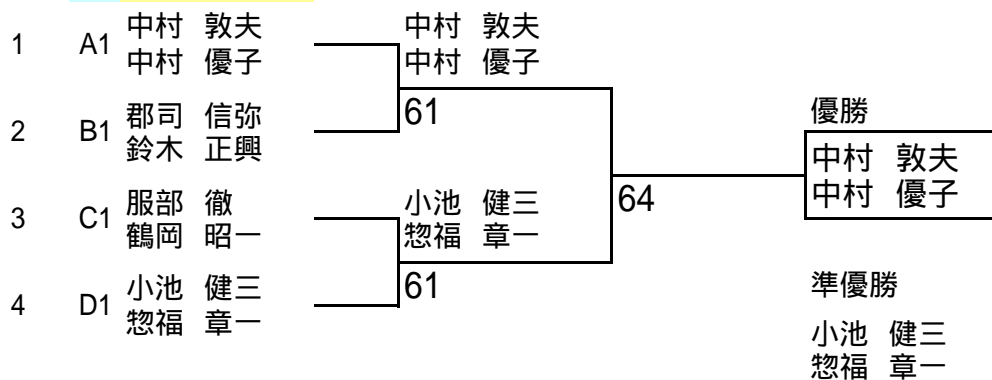 1 A1 中村 敦夫
中村 優子
中村 敦夫
中村 優子
61
2 B1 郡司 信弥
鈴木 正興
3 C1 服部 徹
鶴岡 昭一
小池 健三
惣福 章一
61
4 D1 小池 健三
惣福 章一
64
優勝
中村 敦夫
中村 優子
準優勝
小池 健三
惣福 章一